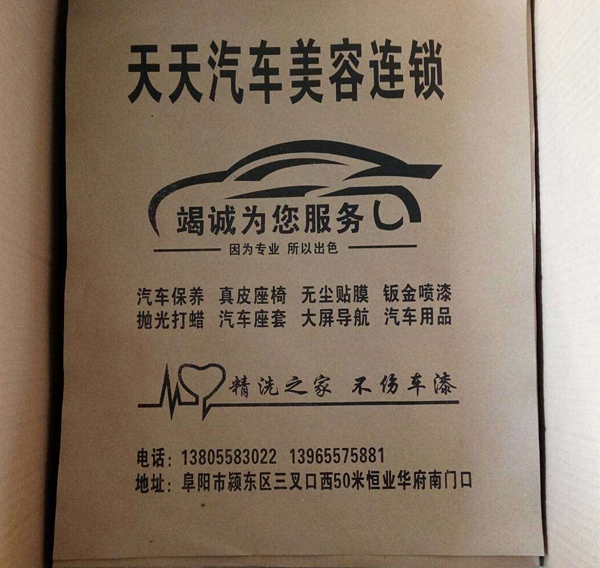 天天汽车美容连锁
竭诚为您服务
因为专业 所以出色
汽车保养 真皮座椅 无尘贴膜 钣金喷漆
抛光打蜡 汽车座套 大屏导航 汽车用品
精洗之家 不伤车漆
电话：13805583022 13965575881
地址：阜阳市颍东区三叉口西50米恒业华府南门口